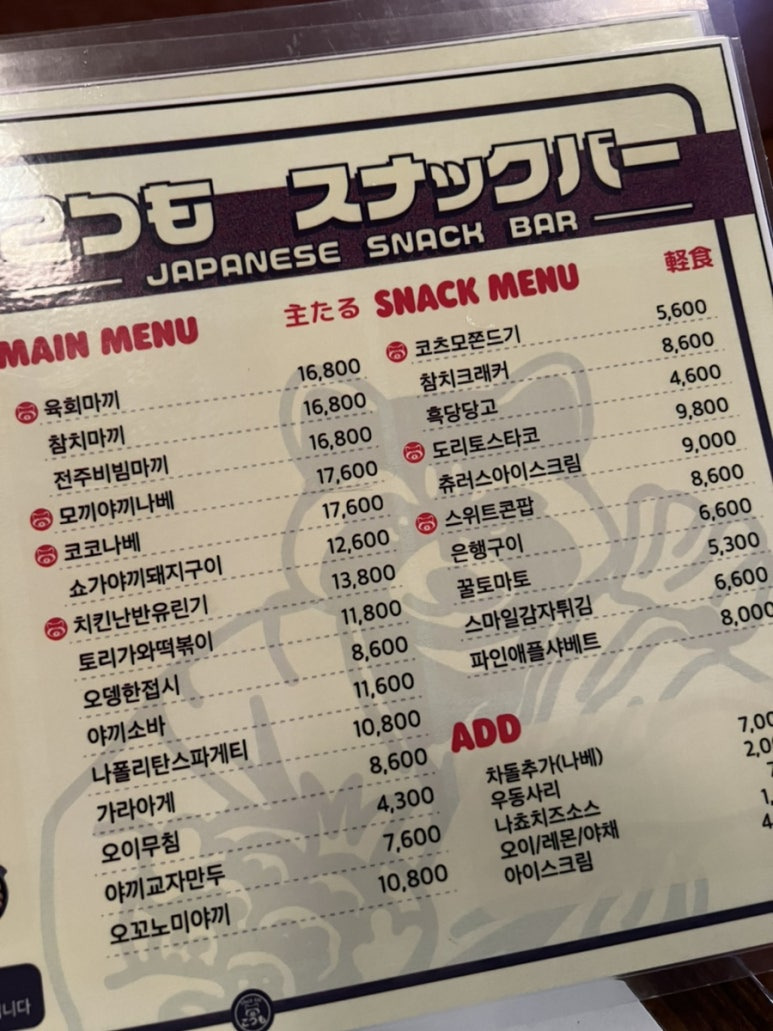 こつも スナックバー
JAPANESE SNACK BAR
MAIN MENU 主たる
육회마끼 16,800
참치마끼 16,800
전주비빔마끼 16,800
모끼야끼나베 17,600
코코나베 17,600
쇼가야끼돼지구이 12,600
치킨난반유린기 13,800
토리가와떡볶이 11,800
오뎅한접시 8,600
야끼소바 11,600
나폴리탄스파게티 10,800
가라아게 8,600
오이무침 4,300
야끼교자만두 7,600
오꼬노미야끼 10,800
SNACK MENU 軽食
코츠모쫀드기 5,600
참치크래커 8,600
흑당당고 4,600
도리토스타코 9,800
츄러스아이스크림 9,000
스위트콘팝 8,600
은행구이 6,600
꿀토마토 5,300
스마일감자튀김 6,600
파인애플샤베트 8,000
ADD
차돌추가(나베)
우동사리
나쵸치즈소스
오이/레몬/야채
아이스크림
こつも